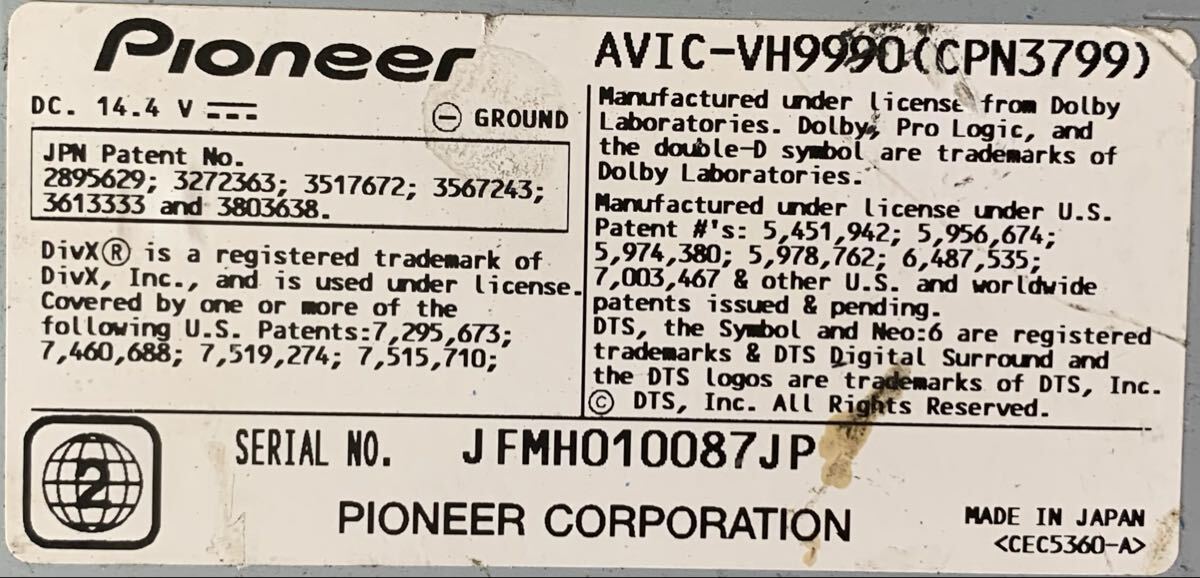 Pioneer
DC. 14.4 V
⊖ GROUND
JPN Patent No.
2895629; 3272363; 3517672; 3567243;
3613333 and 3803638.
DivX® is a registered trademark of
DivX, Inc., and is used under license.
Covered by one or more of the
following U.S. Patents:7,295,673;
7,460,688; 7,519,274; 7,515,710;
AVIC-VH9990(CPN3799)
Manufactured under license from Dolby
Laboratories. Dolby, Pro Logic, and
the double-D symbol are trademarks of
Dolby Laboratories.
Manufactured under license under U.S.
Patent #'s: 5,451,942; 5,956,674;
5,974,380; 5,978,762; 6,487,535;
7,003,467 & other U.S. and worldwide
patents issued & pending.
DTS, the Symbol and Neo:6 are registered
trademarks & DTS Digital Surround and
the DTS logos are trademarks of DTS, Inc.
© DTS, Inc. All Rights Reserved.
2
SERIAL NO. JFMH010087JP
PIONEER CORPORATION
MADE IN JAPAN
<CEC5360-A>